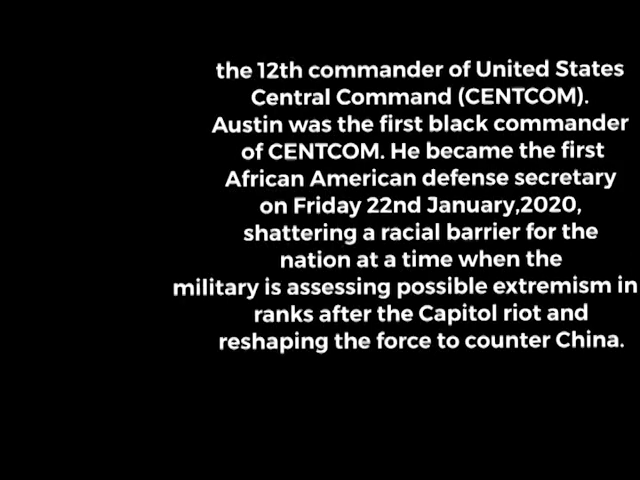 the 12th commander of United States
Central Command (CENTCOM).
Austin was the first black commander
of CENTCOM. He became the first
African American defense secretary
on Friday 22nd January,2020,
shattering a racial barrier for the
nation at a time when the
military is assessing possible extremism in
ranks after the Capitol riot and
reshaping the force to counter China.